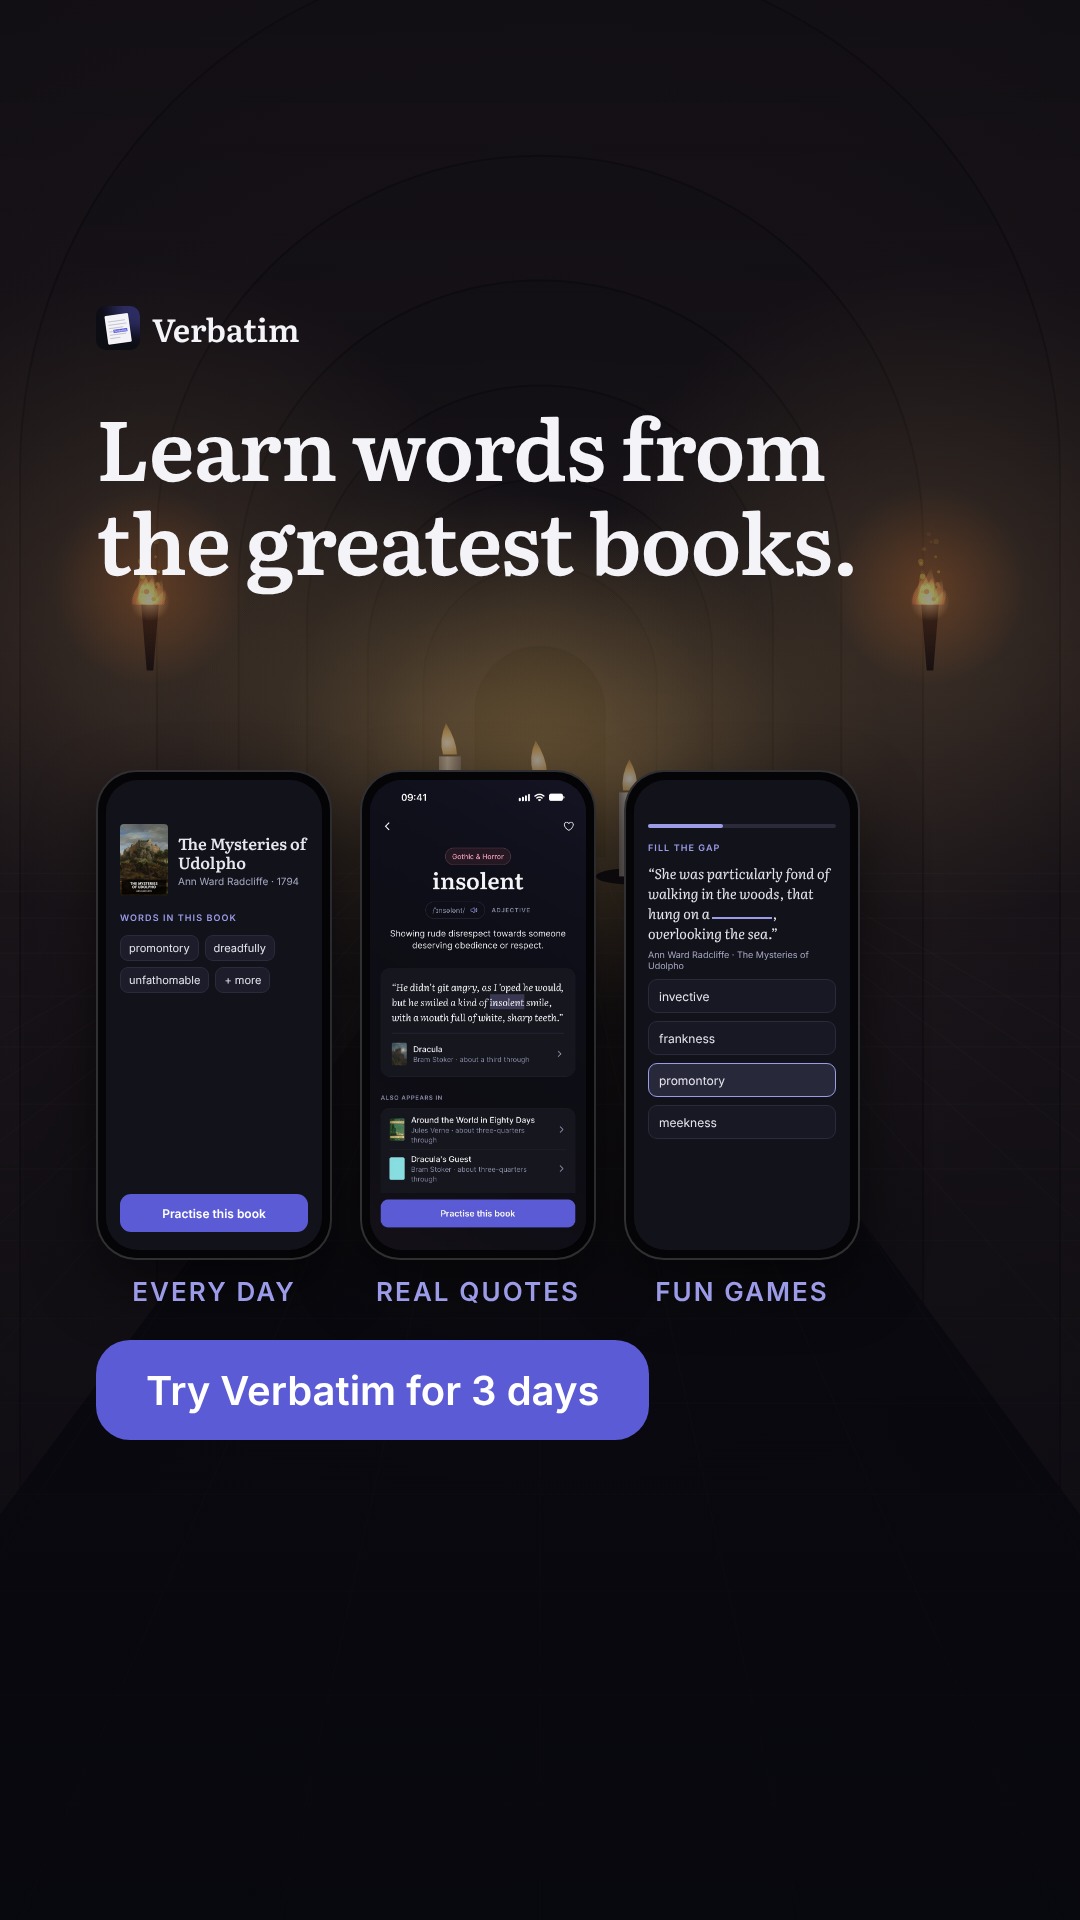 Verbatim
Learn words from
the greatest books.
The Mysteries of
Udolpho
Ann Ward Radcliffe · 1794
WORDS IN THIS BOOK
promontory
dreadfully
unfathomable
+ more
Practise this book
EVERY DAY
09:41
Gothic & Horror
insolent
ADJECTIVE
Showing rude disrespect towards someone
deserving obedience or respect.
“He didn't git angry, as I 'oped he would,
but he smiled a kind of insolent smile,
with a mouth full of white, sharp teeth.”
Dracula
Bram Stoker · about a third through
ALSO APPEARS IN
Around the World in Eighty Days
Jules Verne · about three-quarters
through
Dracula's Guest
Bram Stoker · about three-quarters
through
Practise this book
REAL QUOTES
FILL THE GAP
“She was particularly fond of
walking in the woods, that
hung on a ______,
overlooking the sea.”
Ann Ward Radcliffe · The Mysteries of
Udolpho
invective
frankness
promontory
meekness
FUN GAMES
Try Verbatim for 3 days